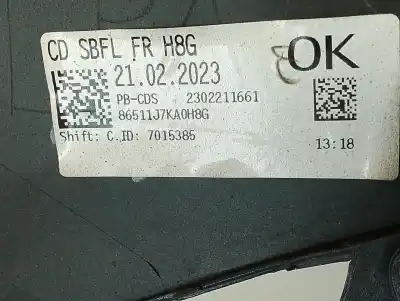 CD SBFL FR H8G
OK
21.02.2023
PB-CDS 2302211661
86511J7KA0H8G
Shift: C.ID: 7015385
13:18